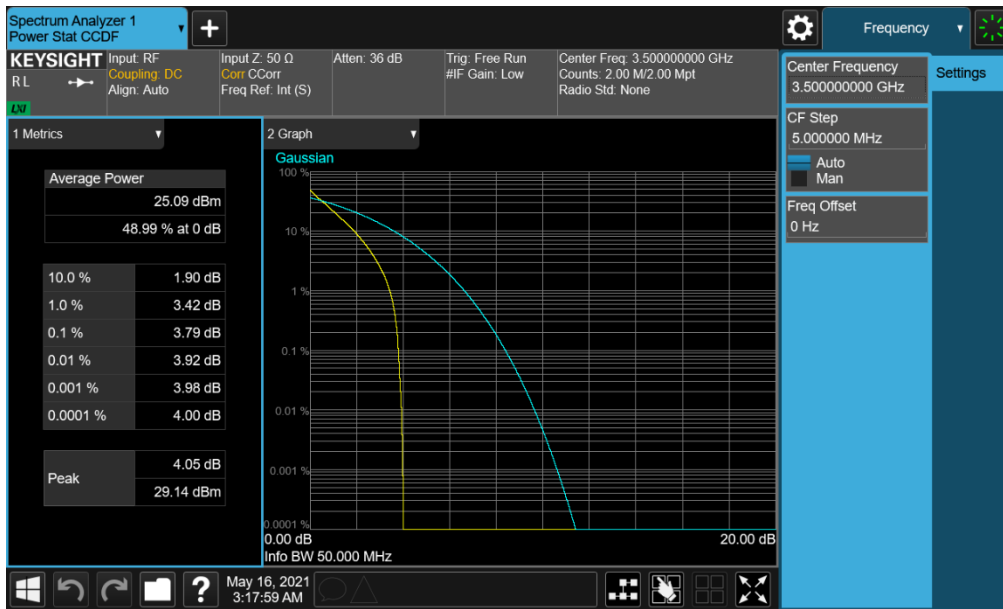 Spectrum Analyzer 1
Power Stat CCDF
+
Frequency
KEYSIGHT
R L
LXI
Input: RF
Coupling: DC
Align: Auto
Input Z: 50 Ω
Corr CCorr
Freq Ref: Int (S)
Atten: 36 dB
Trig: Free Run
#IF Gain: Low
Center Freq: 3.500000000 GHz
Counts: 2.00 M/2.00 Mpt
Radio Std: None
Center Frequency
3.500000000 GHz
Settings
CF Step
5.000000 MHz
Auto
Man
Freq Offset
0 Hz
1 Metrics
Average Power
25.09 dBm
48.99 % at 0 dB
10.0 % 1.90 dB
1.0 % 3.42 dB
0.1 % 3.79 dB
0.01 % 3.92 dB
0.001 % 3.98 dB
0.0001 % 4.00 dB
Peak
4.05 dB
29.14 dBm
2 Graph
Gaussian
100 %
10 %
1 %
0.1 %
0.01 %
0.001 %
0.0001 %
0.00 dB 20.00 dB
Info BW 50.000 MHz
?
May 16, 2021
3:17:59 AM